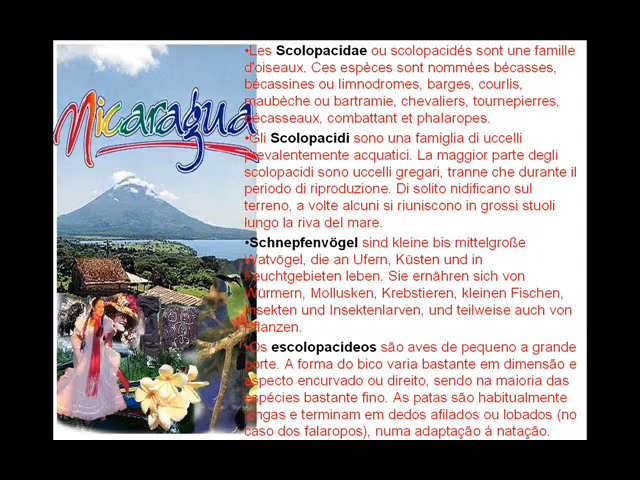 Nicaragua
•Les Scolopacidae ou scolopacidés sont une famille
d'oiseaux. Ces espèces sont nommées bécasses,
bécassines ou limnodromes, barges, courlis,
maubèche ou bartramie, chevaliers, tournepierres,
bécasseaux, combattant et phalaropes.
•Gli Scolopacidi sono una famiglia di uccelli
prevalentemente acquatici. La maggior parte degli
scolopacidi sono uccelli gregari, tranne che durante il
periodo di riproduzione. Di solito nidificano sul
terreno, a volte alcuni si riuniscono in grossi stuoli
lungo la riva del mare.
•Schnepfenvögel sind kleine bis mittelgroße
Watvögel, die an Ufern, Küsten und in
Feuchtgebieten leben. Sie ernähren sich von
Würmern, Mollusken, Krebstieren, kleinen Fischen,
Insekten und Insektenlarven, und teilweise auch von
Pflanzen.
•Os escolopacídeos são aves de pequeno a grande
porte. A forma do bico varia bastante em dimensão e
aspecto encurvado ou direito, sendo na maioria das
espécies bastante fino. As patas são habitualmente
longas e terminam em dedos afilados ou lobados (no
caso dos falaropos), numa adaptação à natação.